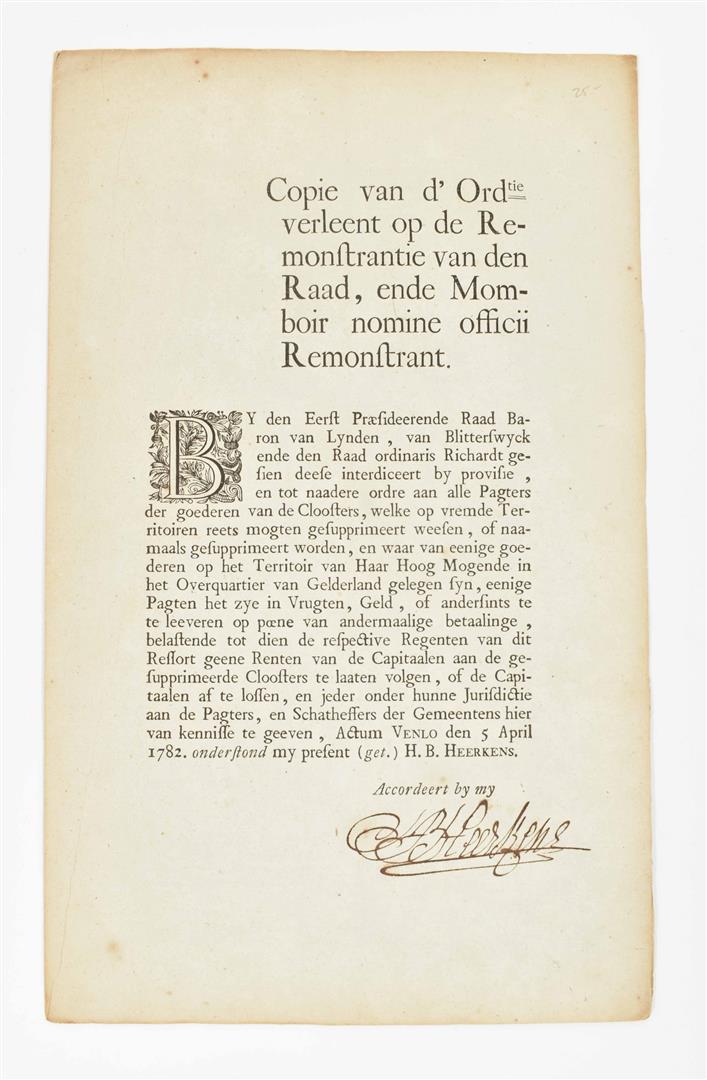 25-
Copie van d' Ordtie
verleent op de Re-
monſtrantie van den
Raad, ende Mom-
boir nomine officii
Remonſtrant.
BY den Eerſt Præſideerende Raad Ba-
ron van Lynden , van Blitterſwyck
ende den Raad ordinaris Richardt ge-
ſien deeſe interdiceert by proviſie ,
en tot naadere ordre aan alle Pagters
der goederen van de Clooſters, welke op vremde Ter-
ritoiren reets mogten geſupprimeert weeſen, of naa-
maals geſupprimeert worden, en waar van eenige goe-
deren op het Territoir van Haar Hoog Mogende in
het Overquartier van Gelderland gelegen ſyn, eenige
Pagten het zye in Vrugten, Geld , of anderſints te
te leeveren op pœne van andermaalige betaalinge ,
belaſtende tot dien de reſpective Regenten van dit
Reſſort geene Renten van de Capitaalen aan de ge-
ſupprimeerde Clooſters te laaten volgen , of de Capi-
taalen af te loſſen, en jeder onder hunne Jurisdictie
aan de Pagters, en Schatheffers der Gemeentens hier
van kenniſſe te geeven , Actum VENLO den 5 April
1782. onderſtond my preſent (get.) H. B. HEERKENS.
Accordeert by my
HBHeerkens